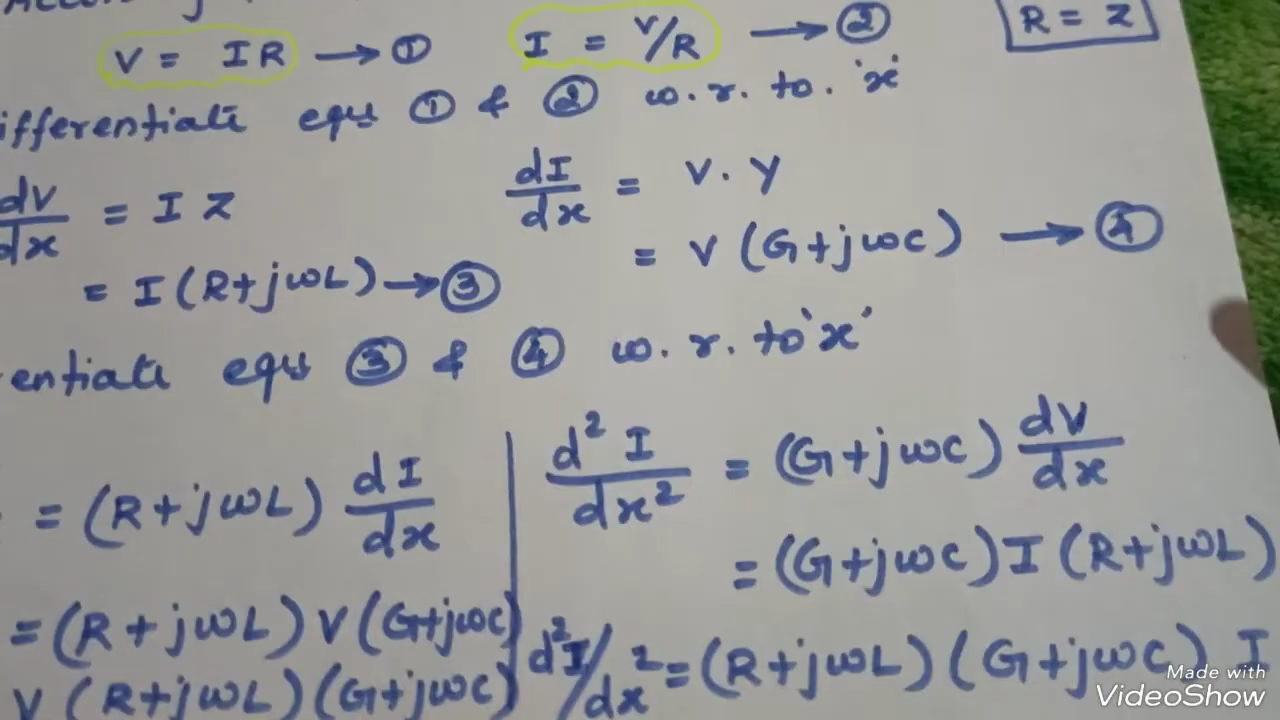 V = IR → ① I = V/R → ② R = Z
ifferentiate equs ① & ② w.r.to. 'x'
dV/dx = I Z dI/dx = V.Y
= I (R+jωL) → ③ = V (G+jωC) → ④
entiate equs ③ & ④ w.r.to 'x'
= (R+jωL) dI/dx d²I/dx² = (G+jωC) dV/dx
= (R+jωL) V (G+jωC) = (G+jωC) I (R+jωL)
V (R+jωL) (G+jωC) d²I/dx² = (R+jωL) (G+jωC) I
Made with
VideoShow